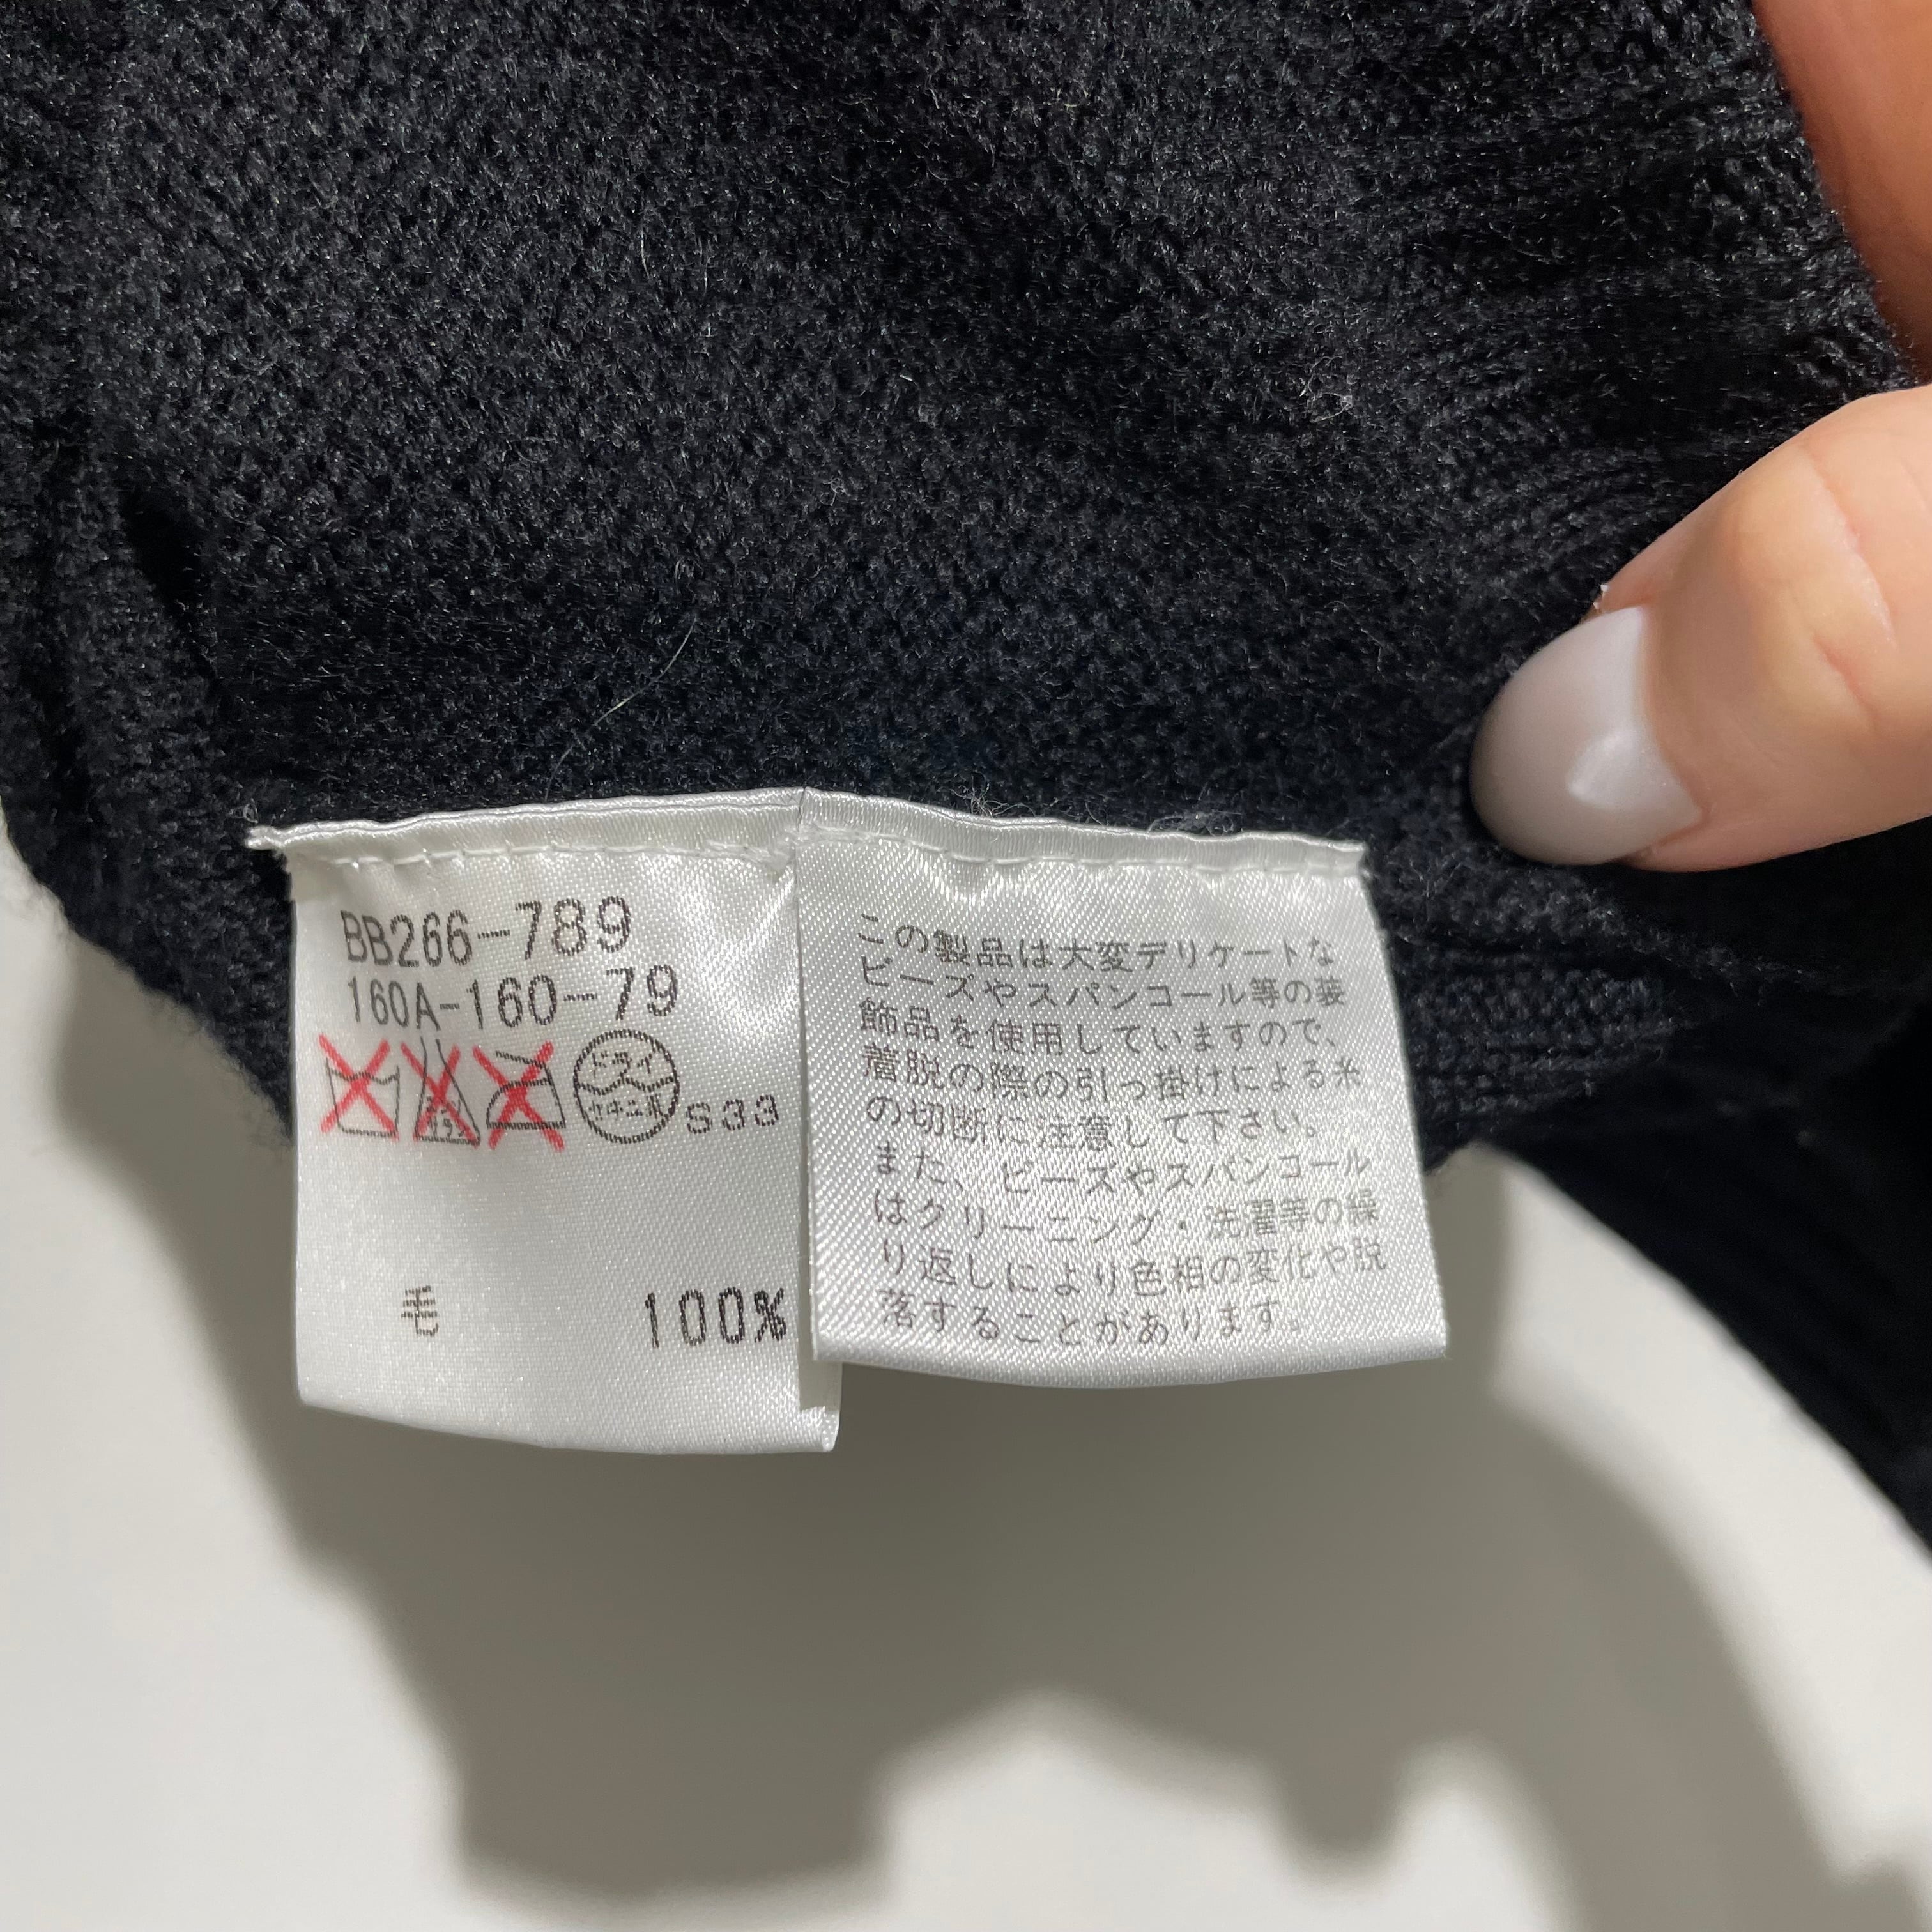 BB266-789
160A-160-79
エンソ
サラシ
ドライ
セキユ系
S33
毛 100%
この製品は大変デリケートな
ビーズやスパンコール等の装
飾品を使用していますので、
着脱の際の引っ掛けによる糸
の切断に注意して下さい。
また、ビーズやスパンコール
はクリーニング・洗濯等の繰
り返しにより色相の変化や脱
落することがあります。